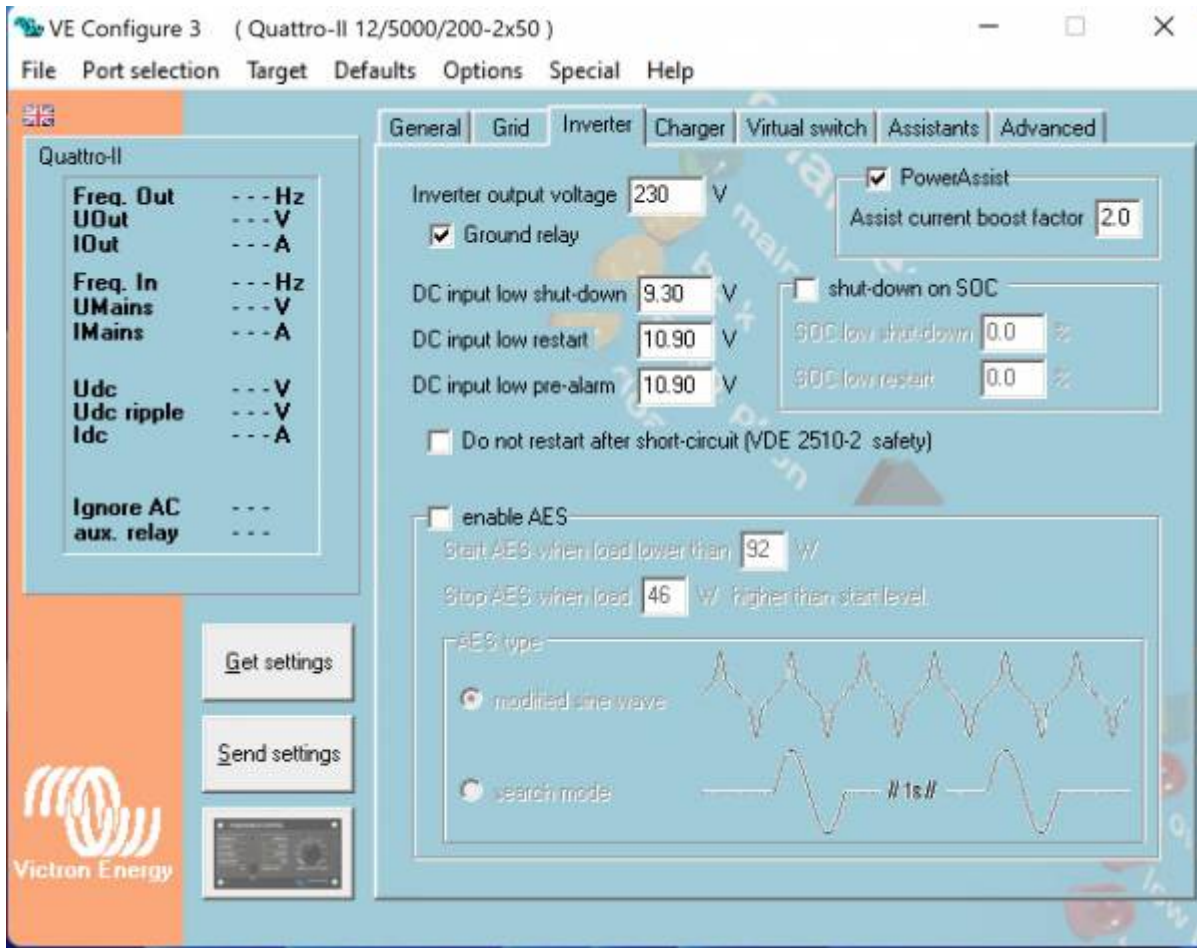 VE Configure 3 ( Quattro-II 12/5000/200-2x50 )
File Port selection Target Defaults Options Special Help
General Grid Inverter Charger Virtual switch Assistants Advanced
Quattro-II
Freq. Out - - - Hz
UOut - - - V
IOut - - - A
Freq. In - - - Hz
UMains - - - V
IMains - - - A
Udc - - - V
Udc ripple - - - V
Idc - - - A
Ignore AC - - -
aux. relay - - -
Get settings
Send settings
Victron Energy
Inverter output voltage 230 V
Ground relay
PowerAssist
Assist current boost factor 2.0
DC input low shut-down 9.30 V
DC input low restart 10.90 V
DC input low pre-alarm 10.90 V
shut-down on SOC
SOC low shut-down 0.0 %
SOC low restart 0.0 %
Do not restart after short-circuit (VDE 2510-2 safety)
enable AES
Start AES when load lower than 92 W
Stop AES when load 46 W higher than start level.
AES type
modified sine wave
search mode
// 1s //